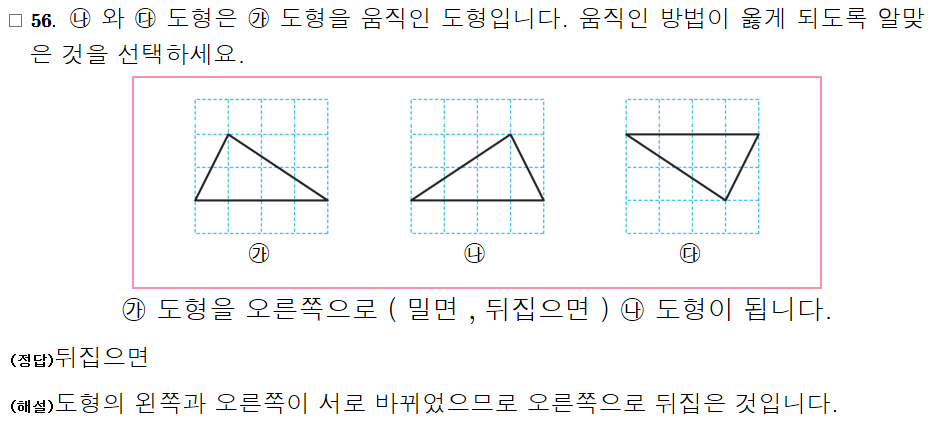 □ 56. ㉯ 와 ㉰ 도형은 ㉮ 도형을 움직인 도형입니다. 움직인 방법이 옳게 되도록 알맞
은 것을 선택하세요.
㉮ ㉯ ㉰
㉮ 도형을 오른쪽으로 ( 밀면 , 뒤집으면 ) ㉯ 도형이 됩니다.
(정답)뒤집으면
(해설)도형의 왼쪽과 오른쪽이 서로 바뀌었으므로 오른쪽으로 뒤집은 것입니다.